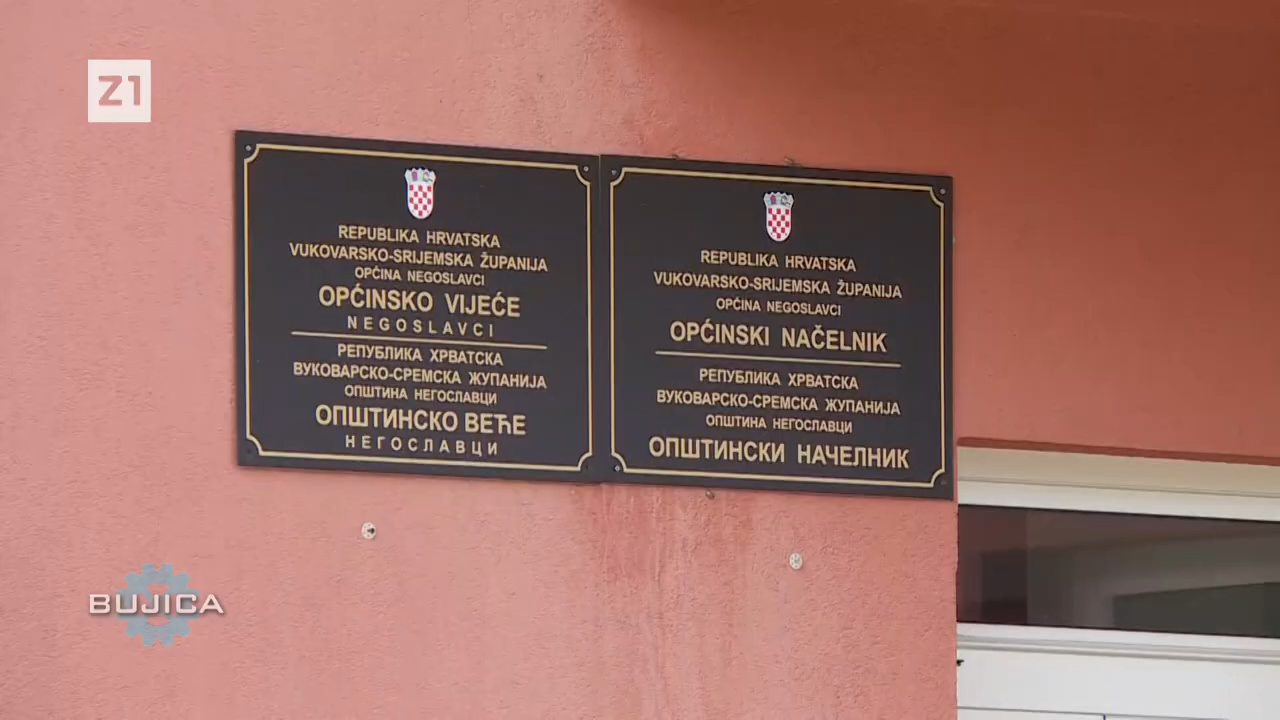 Z1
REPUBLIKA HRVATSKA
VUKOVARSKO-SRIJEMSKA ŽUPANIJA
OPĆINA NEGOSLAVCI
OPĆINSKO VIJEĆE
NEGOSLAVCI
РЕПУБЛИКА ХРВАТСКА
ВУКОВАРСКО-СРЕМСКА ЖУПАНИЈА
ОПШТИНА НЕГОСЛАВЦИ
ОПШТИНСКО ВЕЋЕ
НЕГОСЛАВЦИ
REPUBLIKA HRVATSKA
VUKOVARSKO-SRIJEMSKA ŽUPANIJA
OPĆINA NEGOSLAVCI
OPĆINSKI NAČELNIK
РЕПУБЛИКА ХРВАТСКА
ВУКОВАРСКО-СРЕМСКА ЖУПАНИЈА
ОПШТИНА НЕГОСЛАВЦИ
ОПШТИНСКИ НАЧЕЛНИК
BUJICA